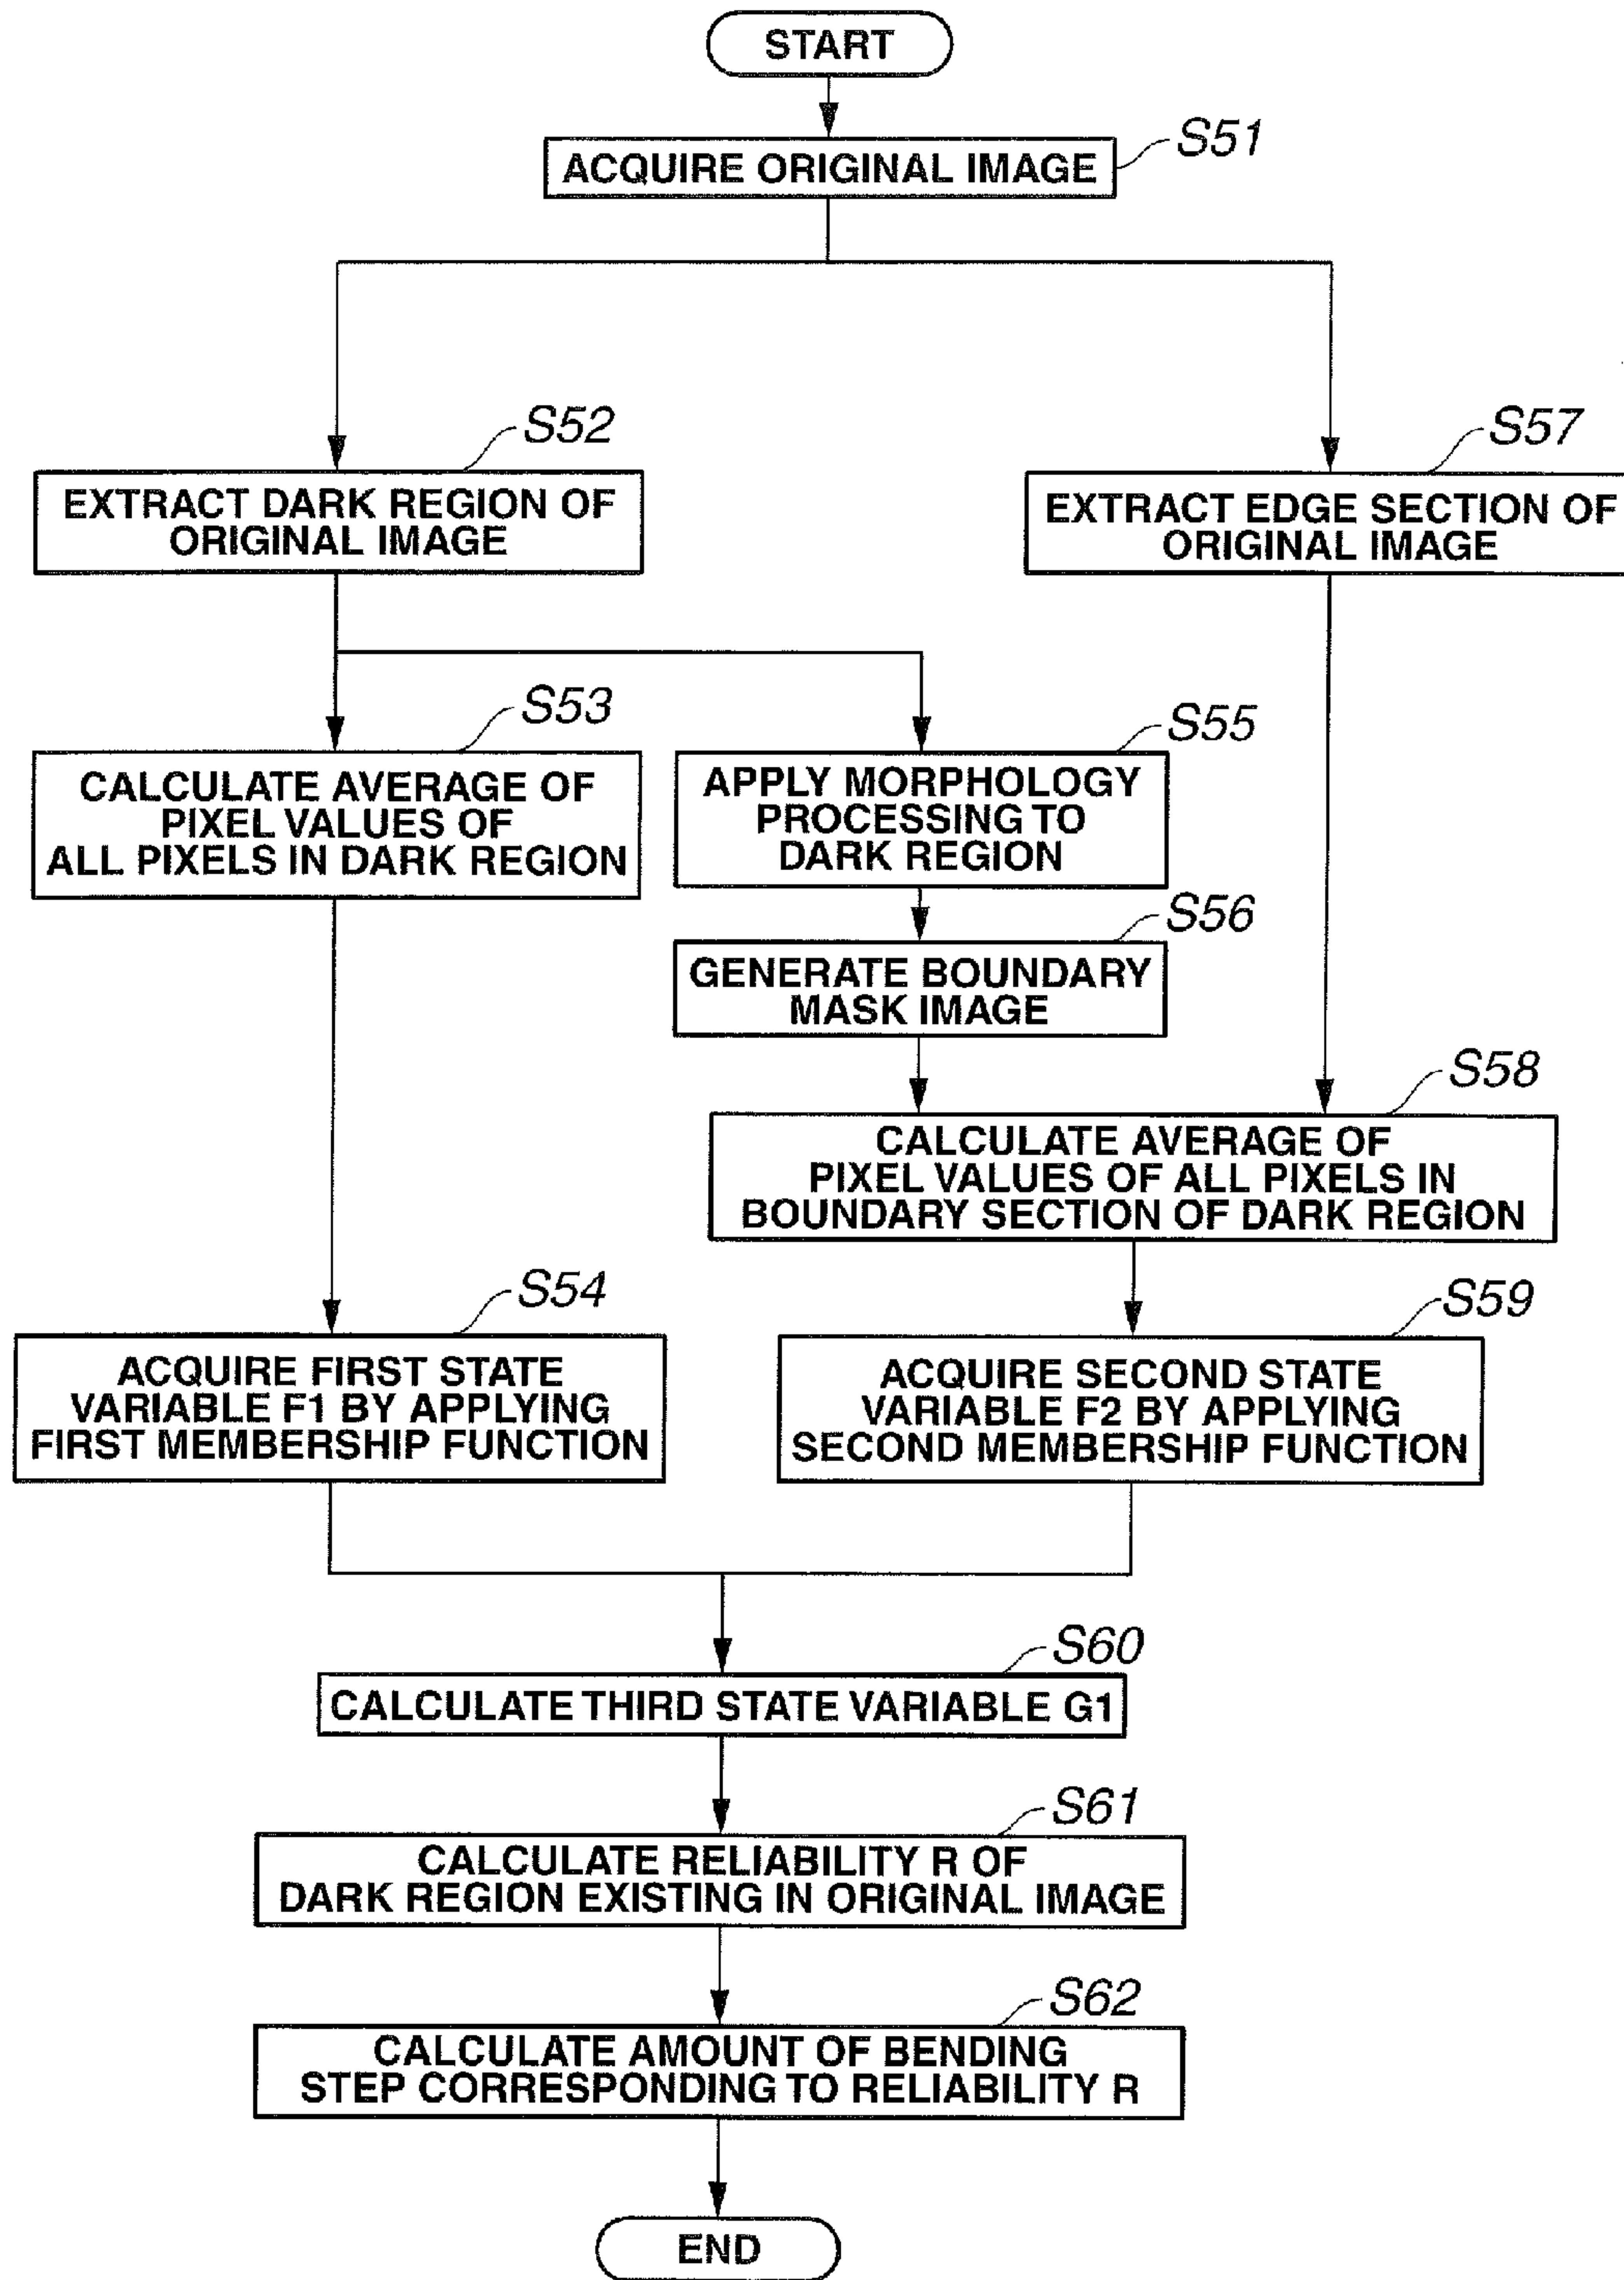 START
S51
ACQUIRE ORIGINAL IMAGE
S52
EXTRACT DARK REGION OF
ORIGINAL IMAGE
S57
EXTRACT EDGE SECTION OF
ORIGINAL IMAGE
S53
CALCULATE AVERAGE OF
PIXEL VALUES OF
ALL PIXELS IN DARK REGION
S55
APPLY MORPHOLOGY
PROCESSING TO
DARK REGION
S56
GENERATE BOUNDARY
MASK IMAGE
S58
CALCULATE AVERAGE OF
PIXEL VALUES OF ALL PIXELS IN
BOUNDARY SECTION OF DARK REGION
S54
ACQUIRE FIRST STATE
VARIABLE F1 BY APPLYING
FIRST MEMBERSHIP FUNCTION
S59
ACQUIRE SECOND STATE
VARIABLE F2 BY APPLYING
SECOND MEMBERSHIP FUNCTION
S60
CALCULATE THIRD STATE VARIABLE G1
S61
CALCULATE RELIABILITY R OF
DARK REGION EXISTING IN ORIGINAL IMAGE
S62
CALCULATE AMOUNT OF BENDING
STEP CORRESPONDING TO RELIABILITY R
END